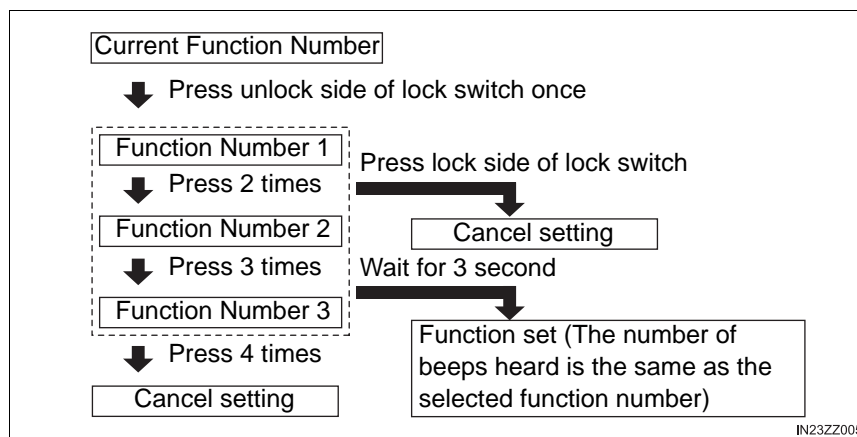 Current Function Number
Press unlock side of lock switch once
Function Number 1
Press lock side of lock switch
Press 2 times
Function Number 2
Cancel setting
Press 3 times
Wait for 3 second
Function Number 3
Function set (The number of
beeps heard is the same as the
selected function number)
Press 4 times
Cancel setting
IN23ZZ005